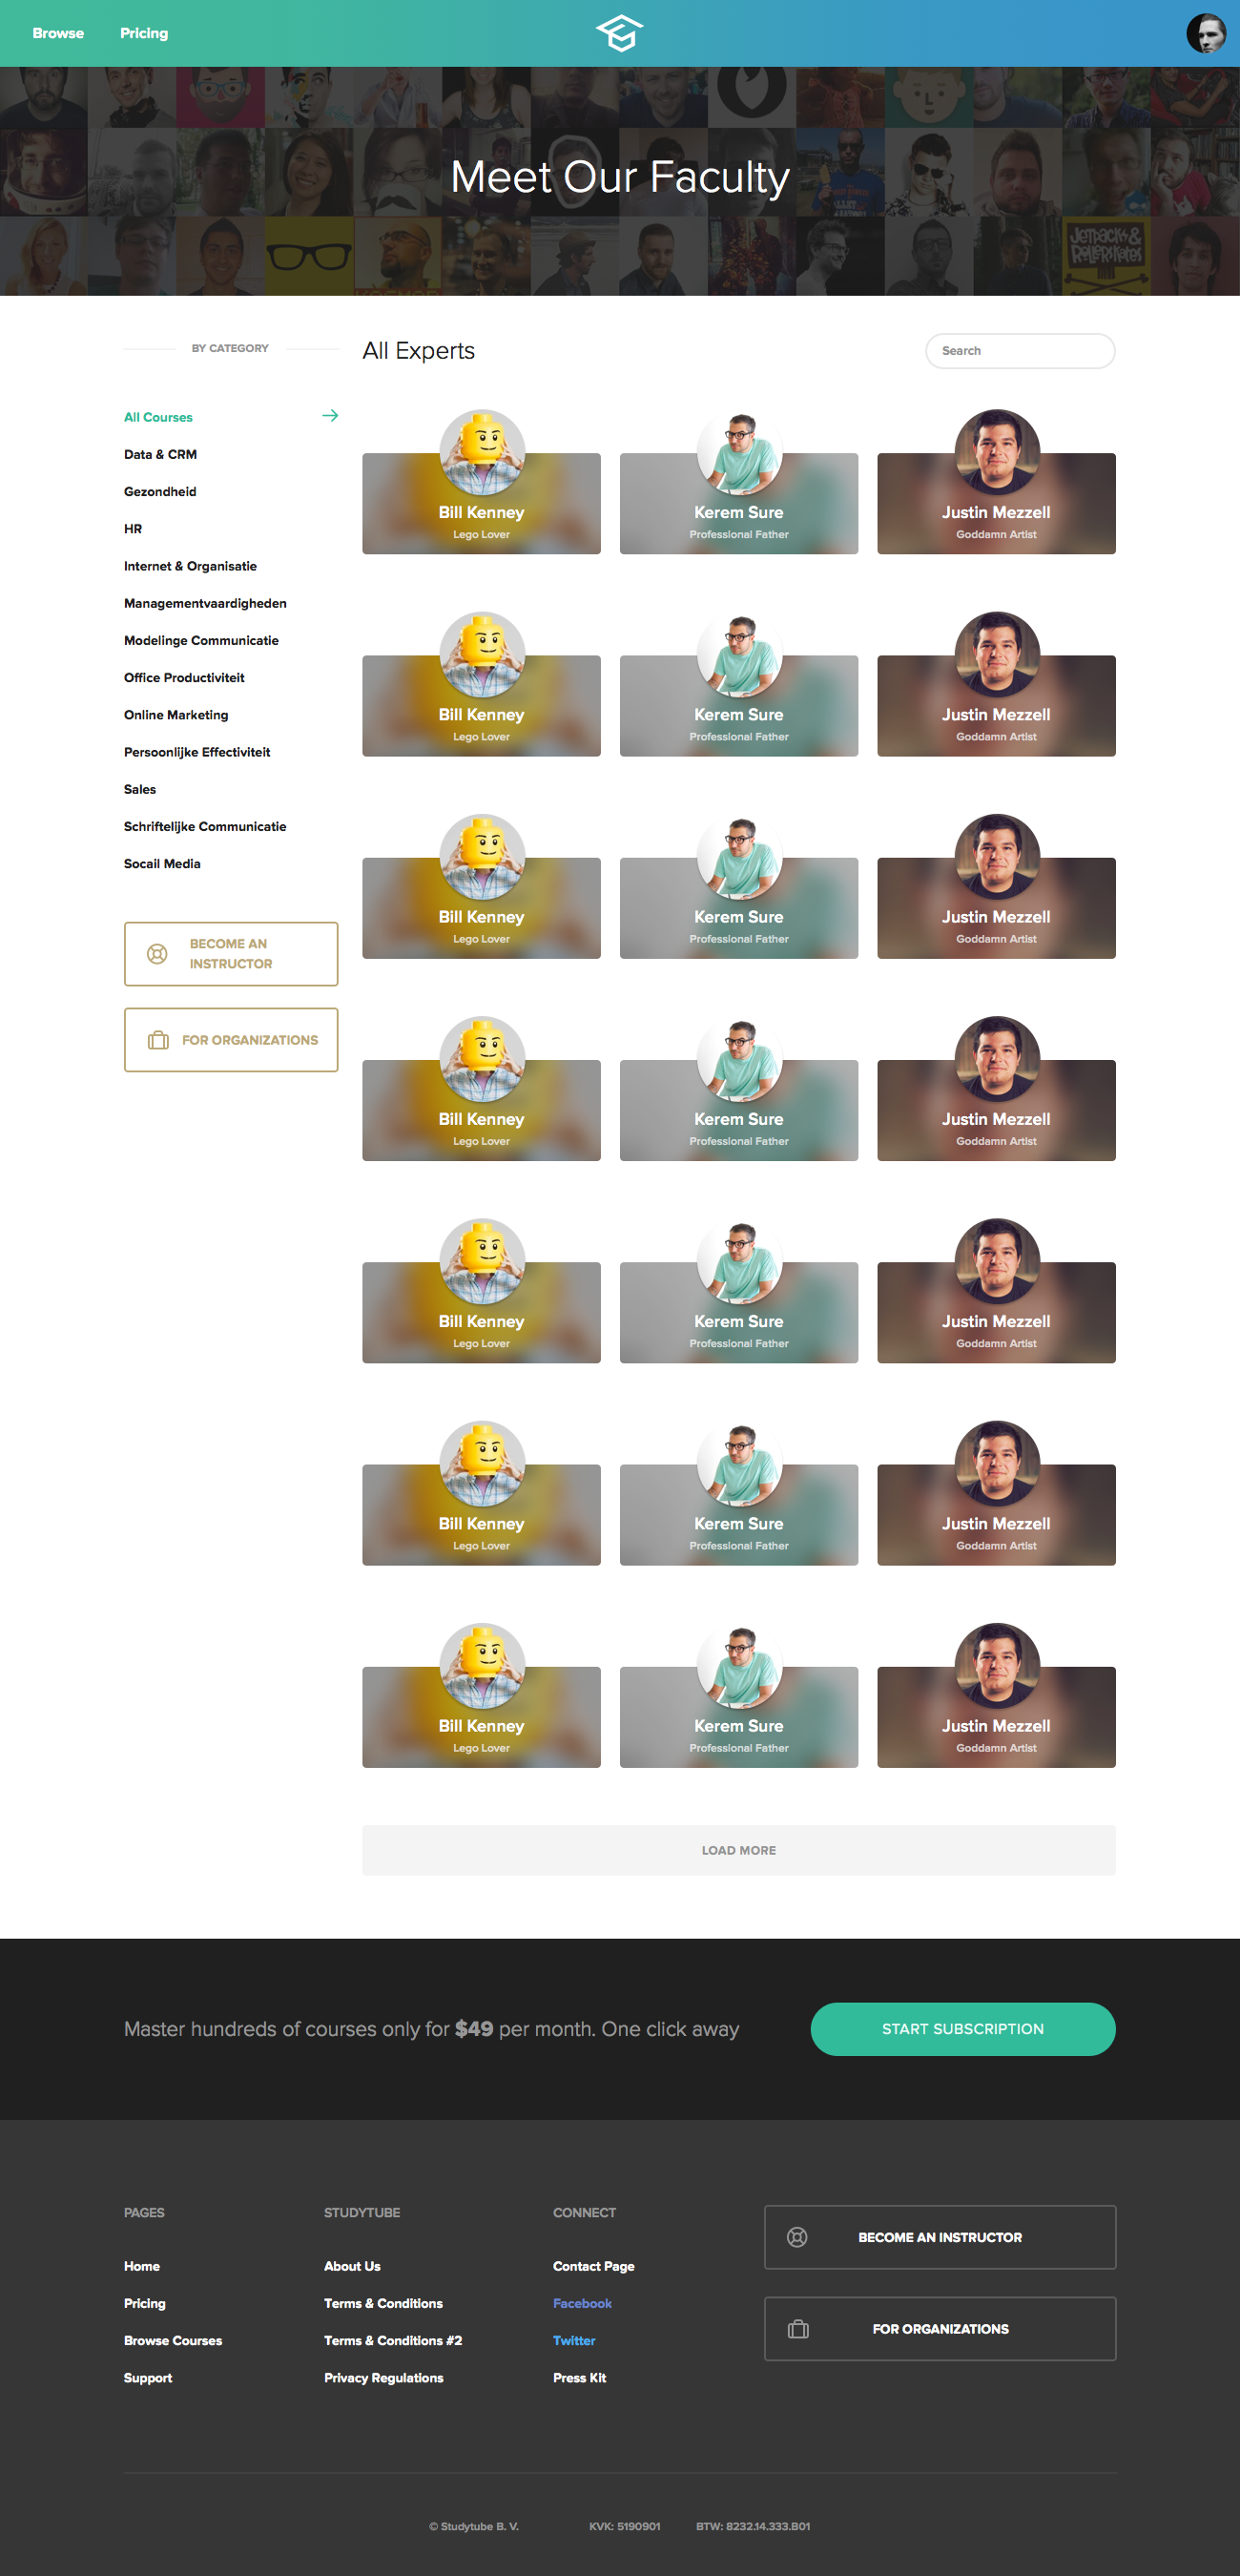 Browse
Pricing
Meet Our Faculty
JETPACKS &
ROLLERSKATES
BY CATEGORY
All Courses
Data & CRM
Gezondheid
HR
Internet & Organisatie
Managementvaardigheden
Modelinge Communicatie
Office Productiviteit
Online Marketing
Persoonlijke Effectiviteit
Sales
Schriftelijke Communicatie
Socail Media
BECOME AN
INSTRUCTOR
FOR ORGANIZATIONS
All Experts
Search
Bill Kenney
Lego Lover
Kerem Sure
Professional Father
Justin Mezzell
Goddamn Artist
Bill Kenney
Lego Lover
Kerem Sure
Professional Father
Justin Mezzell
Goddamn Artist
Bill Kenney
Lego Lover
Kerem Sure
Professional Father
Justin Mezzell
Goddamn Artist
Bill Kenney
Lego Lover
Kerem Sure
Professional Father
Justin Mezzell
Goddamn Artist
Bill Kenney
Lego Lover
Kerem Sure
Professional Father
Justin Mezzell
Goddamn Artist
Bill Kenney
Lego Lover
Kerem Sure
Professional Father
Justin Mezzell
Goddamn Artist
Bill Kenney
Lego Lover
Kerem Sure
Professional Father
Justin Mezzell
Goddamn Artist
LOAD MORE
Master hundreds of courses only for $49 per month. One click away
START SUBSCRIPTION
PAGES
Home
Pricing
Browse Courses
Support
STUDYTUBE
About Us
Terms & Conditions
Terms & Conditions #2
Privacy Regulations
CONNECT
Contact Page
Facebook
Twitter
Press Kit
BECOME AN INSTRUCTOR
FOR ORGANIZATIONS
© Studytube B. V.
KVK: 5190901
BTW: 8232.14.333.B01